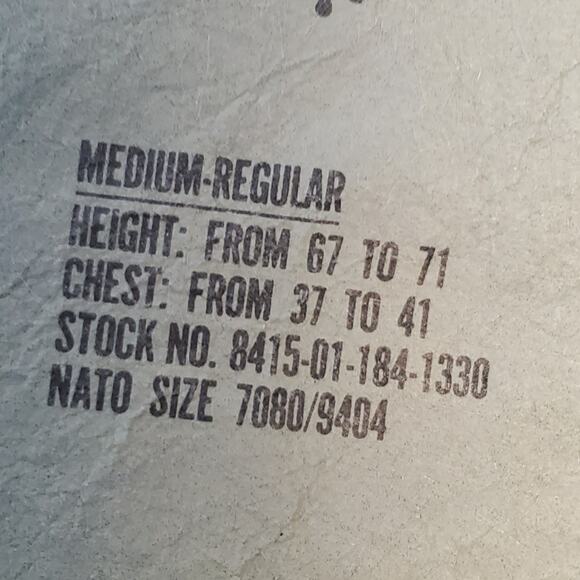 MEDIUM-REGULAR
HEIGHT: FROM 67 TO 71
CHEST: FROM 37 TO 41
STOCK NO. 8415-01-184-1330
NATO SIZE 7080/9404